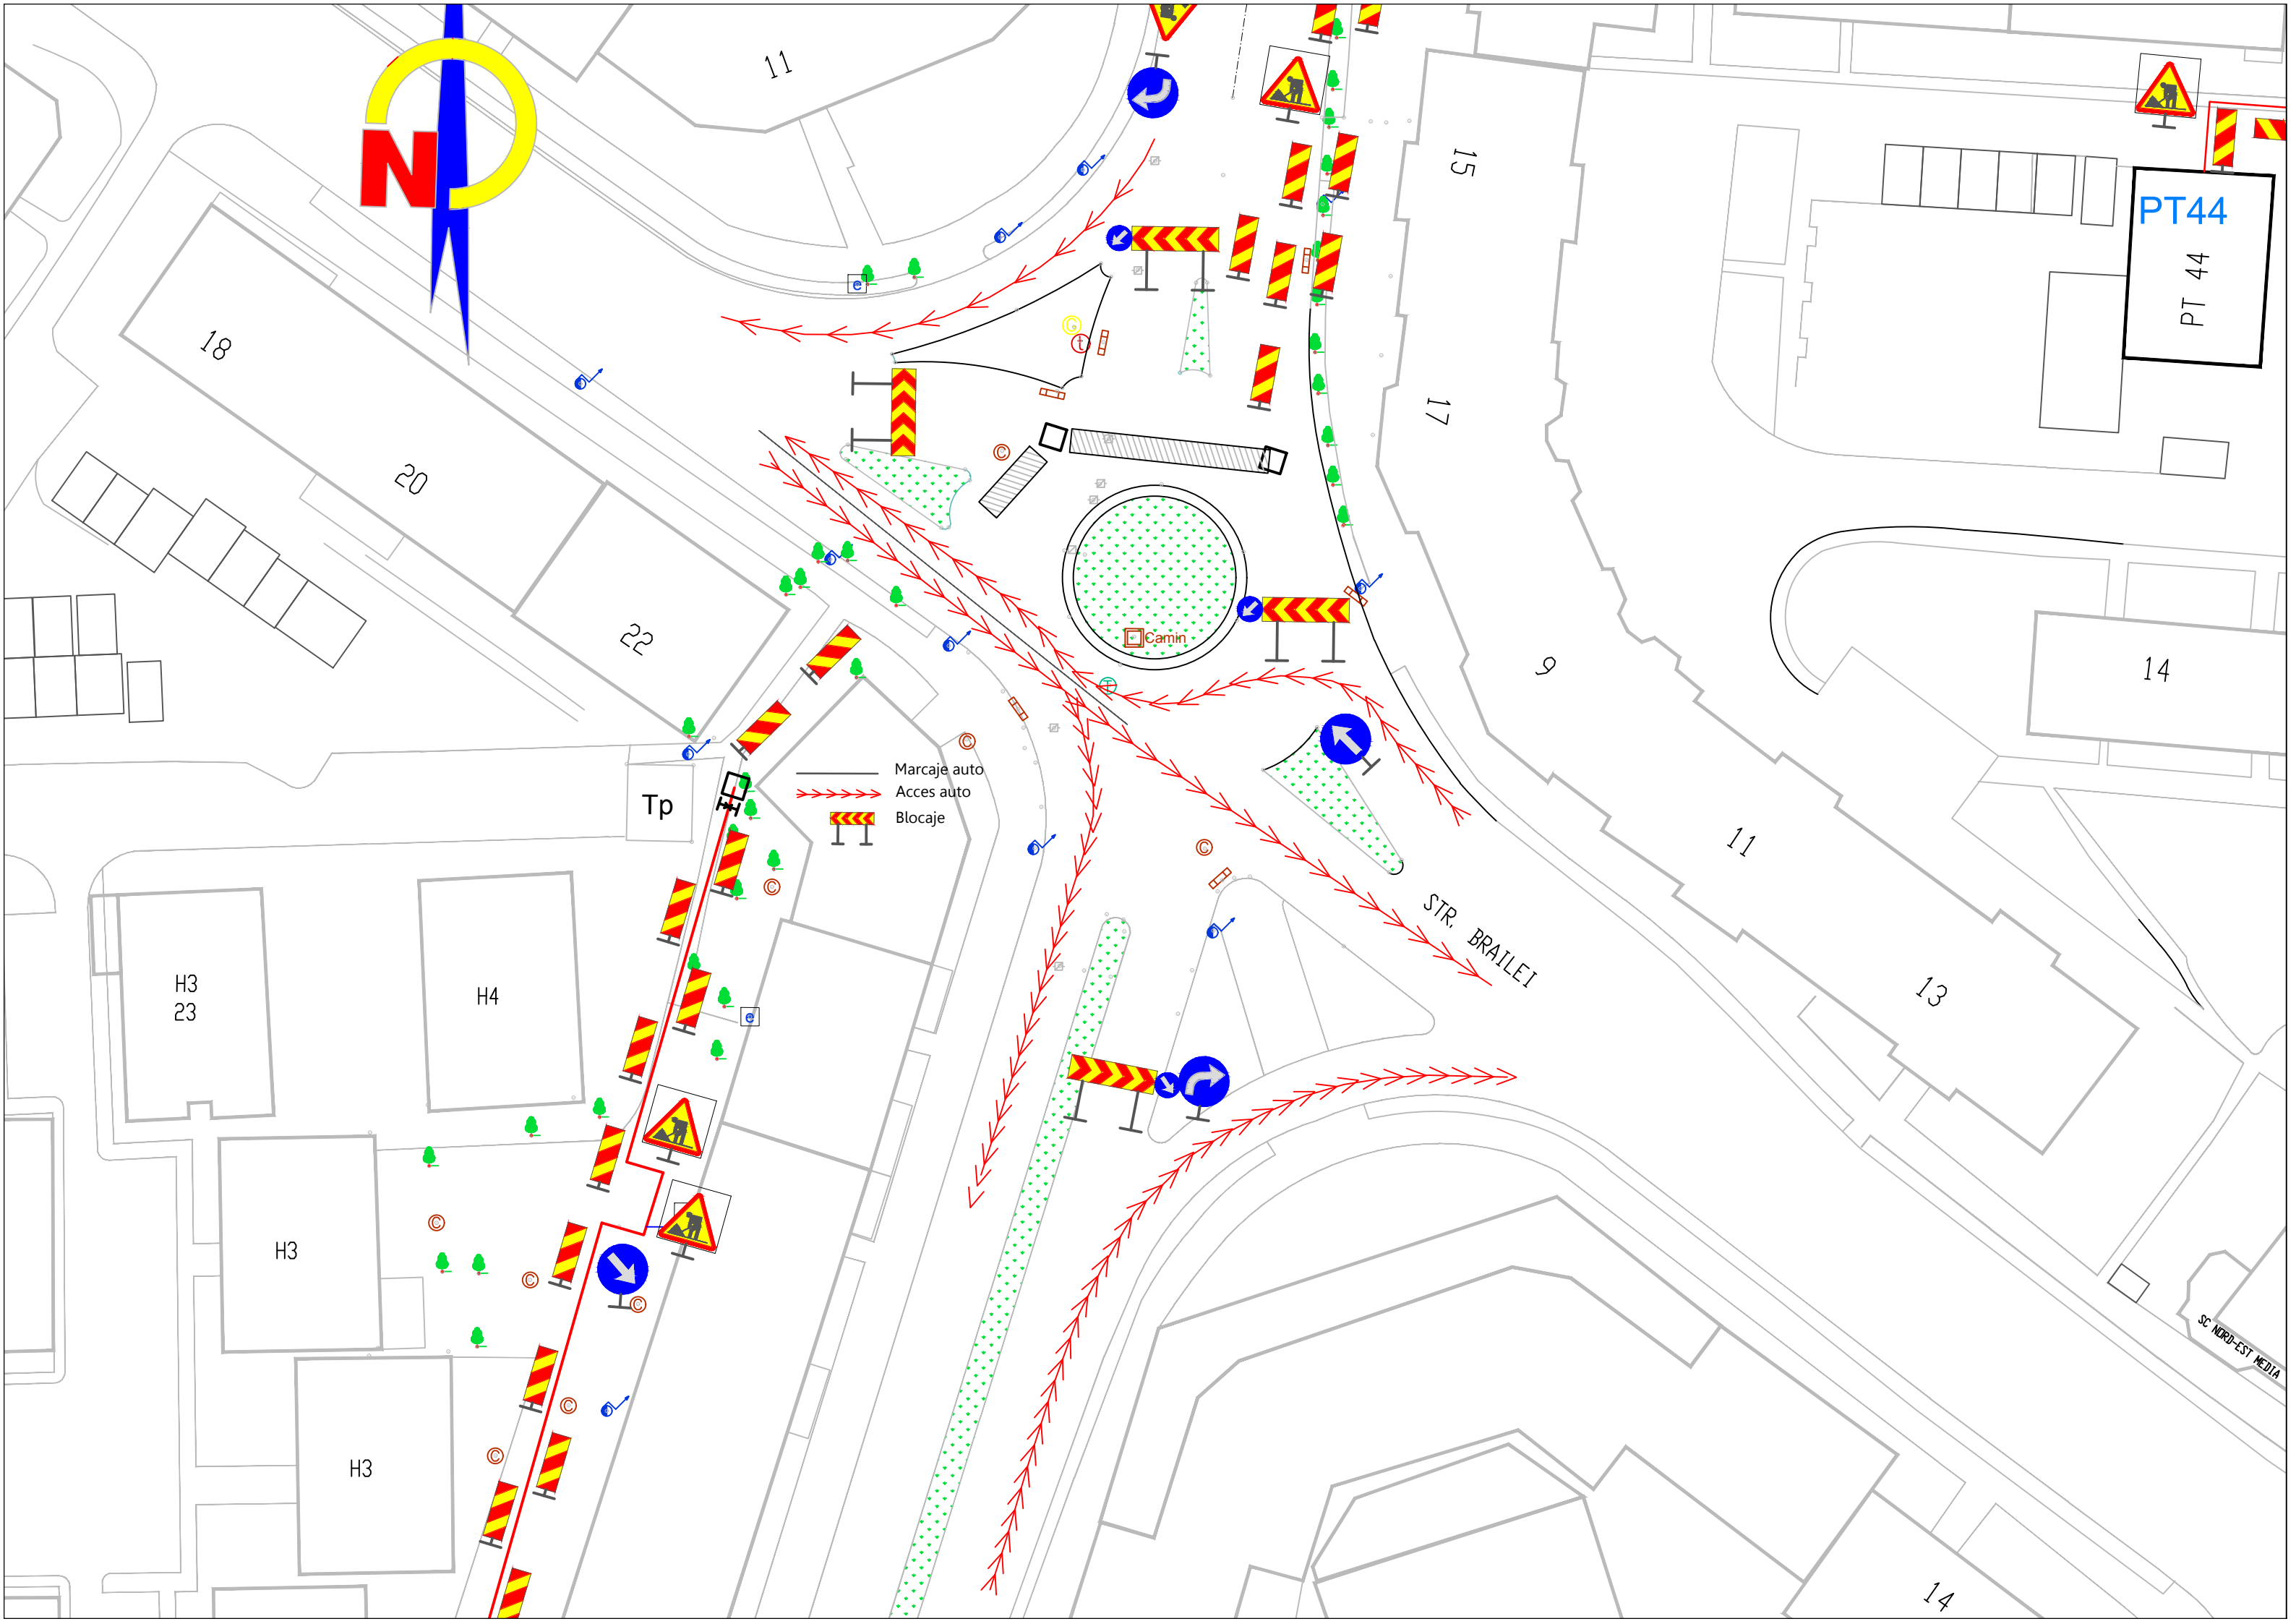 11
N
15
PT44
PT 44
e
18
C
t
17
C
20
22
Camin
9
14
T
C
Marcaje auto
Acces auto
Blocaje
Tp
11
C
C
STR. BRAILEI
H3
23
H4
13
e
C
H3
C
C
SC NORD-EST MEDIA
C
C
H3
14